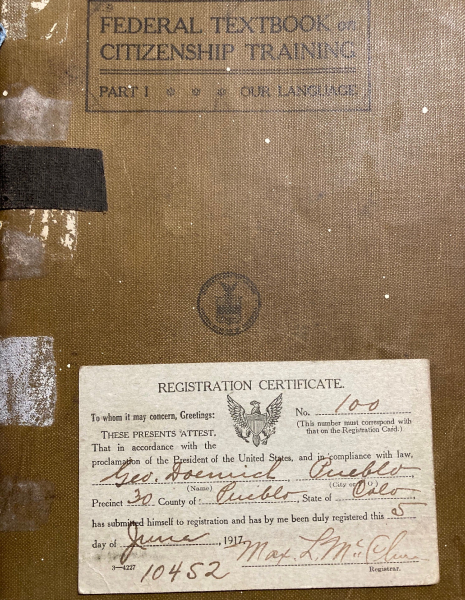 FEDERAL TEXTBOOK ON
CITIZENSHIP TRAINING
PART I * * * OUR LANGUAGE
REGISTRATION CERTIFICATE.
To whom it may concern, Greetings:
No. 100
(This number must correspond with
that on the Registration Card.)
THESE PRESENTS ATTEST,
That in accordance with the
proclamation of the President of the United States, and in compliance with law,
Geo. Pueblo
(Name) (City or P.O.)
Precinct 30 County of Pueblo, State of Colo
has submitted himself to registration and has by me been duly registered this 5
day of June, 1917.
Max L. McClure
Registrar.
3—4227
10452